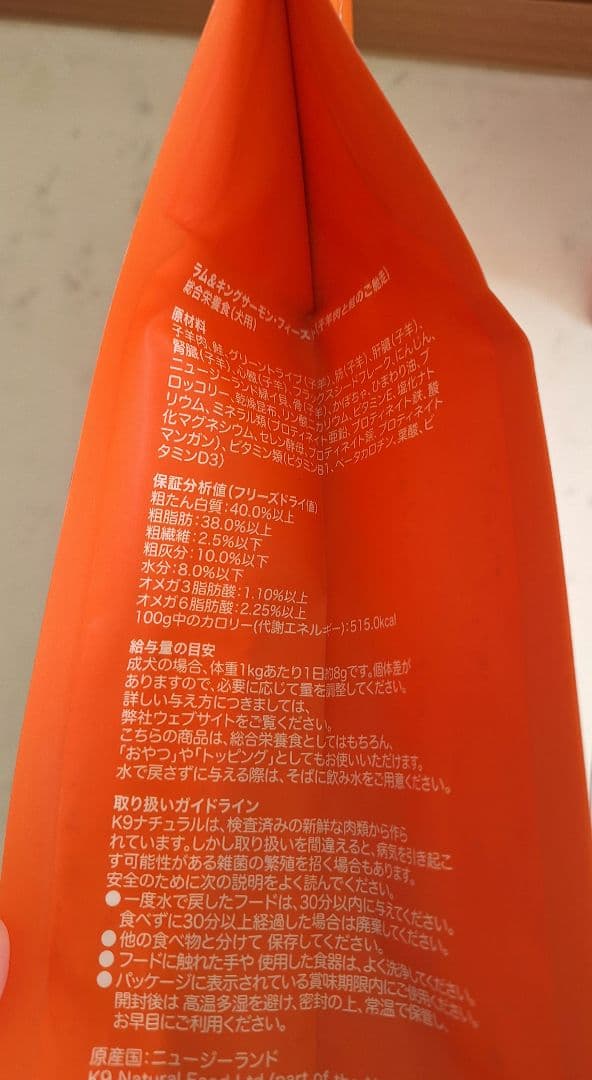 ラム&キングサーモン・フィースト(子羊肉と鮭のご馳走)
総合栄養食(犬用)
原材料
子羊肉、鮭、グリーントライプ(子羊)、肺(子羊)、肝臓(子羊)、
腎臓(子羊)、心臓(子羊)、フラックスシードフレーク、にんじん、
ニュージーランド緑イ貝、骨(子羊)、かぼちゃ、ひまわり油、ブ
ロッコリー、乾燥昆布、リン酸二カリウム、ビタミンE、塩化ナト
リウム、ミネラル類(プロティネイト亜鉛、プロティネイト鉄、酸
化マグネシウム、セレン酵母、プロティネイト銅、プロティネイト
マンガン)、ビタミン類(ビタミンB1、ベータカロチン、葉酸、ビ
タミンD3)
保証分析値(フリーズドライ値)
粗たん白質:40.0%以上
粗脂肪:38.0%以上
粗繊維:2.5%以下
粗灰分:10.0%以下
水分:8.0%以下
オメガ3脂肪酸:1.10%以上
オメガ6脂肪酸:2.25%以上
100g中のカロリー(代謝エネルギー):515.0kcal
給与量の目安
成犬の場合、体重1kgあたり1日約8gです。個体差が
ありますので、必要に応じて量を調整してください。
詳しい与え方につきましては、
弊社ウェブサイトをご覧ください。
こちらの商品は、総合栄養食としてはもちろん、
「おやつ」や「トッピング」としてもお使いいただけます。
水で戻さずに与える際は、そばに飲み水をご用意ください。
取り扱いガイドライン
K9ナチュラルは、検査済みの新鮮な肉類から作ら
れています。しかし取り扱いを間違えると、病気を引き起こ
す可能性がある雑菌の繁殖を招く場合もあります。
安全のために次の説明をよく読んでください。
●一度水で戻したフードは、30分以内に与えてください。
食べずに30分以上経過した場合は廃棄してください。
●他の食べ物と分けて 保存してください。
●フードに触れた手や 使用した食器は、よく洗浄してください。
●パッケージに表示されている賞味期限内にご使用ください。
開封後は 高温多湿を避け、密封の上、常温で保管し、
お早目にご利用ください。
原産国:ニュージーランド
K9 Natural Food Ltd (part of the